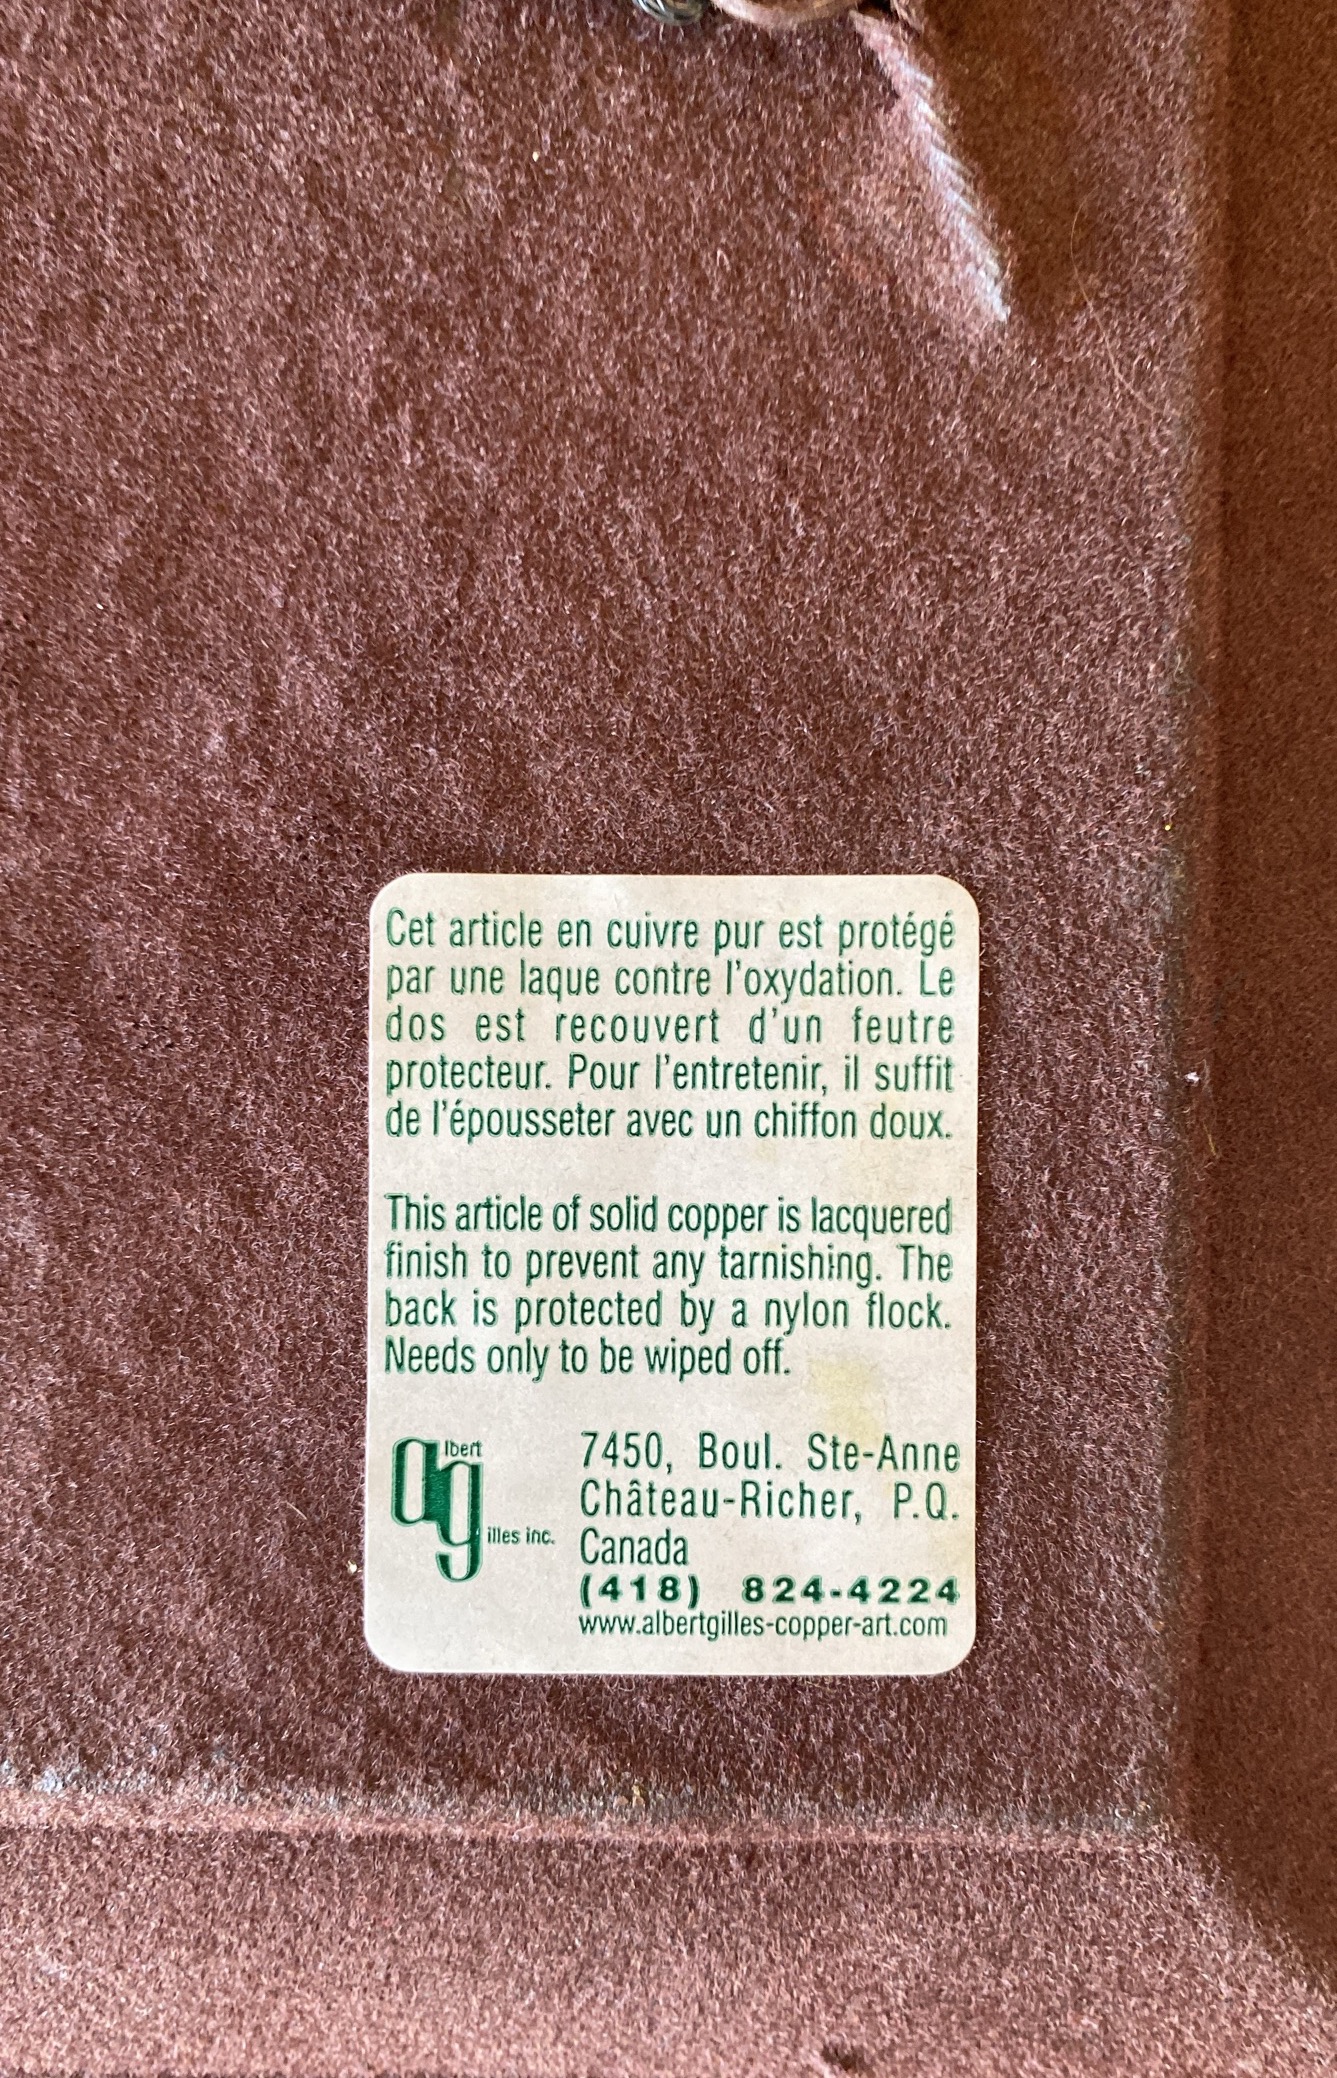 Cet article en cuivre pur est protégé
par une laque contre l'oxydation. Le
dos est recouvert d'un feutre
protecteur. Pour l'entretenir, il suffit
de l'épousseter avec un chiffon doux.
This article of solid copper is lacquered
finish to prevent any tarnishing. The
back is protected by a nylon flock.
Needs only to be wiped off.
albert
gilles inc.
7450, Boul. Ste-Anne
Château-Richer, P.Q.
Canada
(418) 824-4224
www.albertgilles-copper-art.com